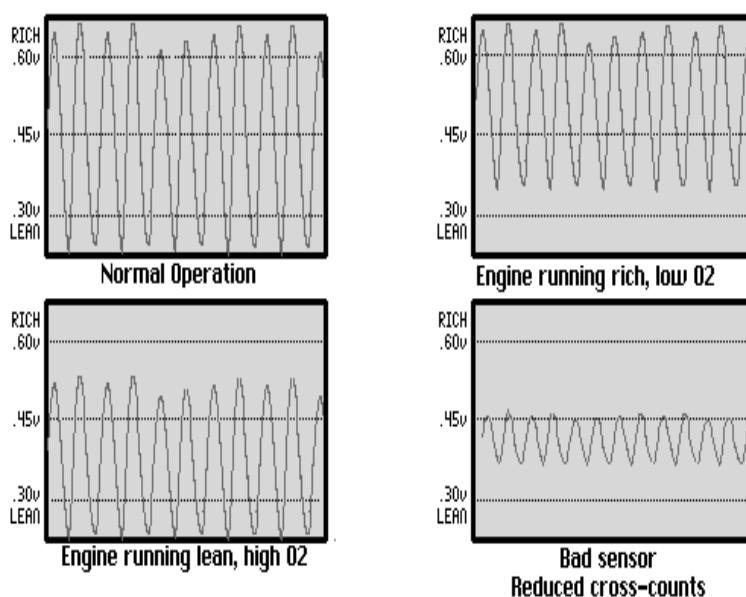 RICH
.60v
.45v
.30v
LEAN
Normal Operation
RICH
.60v
.45v
.30v
LEAN
Engine running rich, low O2
RICH
.60v
.45v
.30v
LEAN
Engine running lean, high O2
RICH
.60v
.45v
.30v
LEAN
Bad sensor
Reduced cross-counts